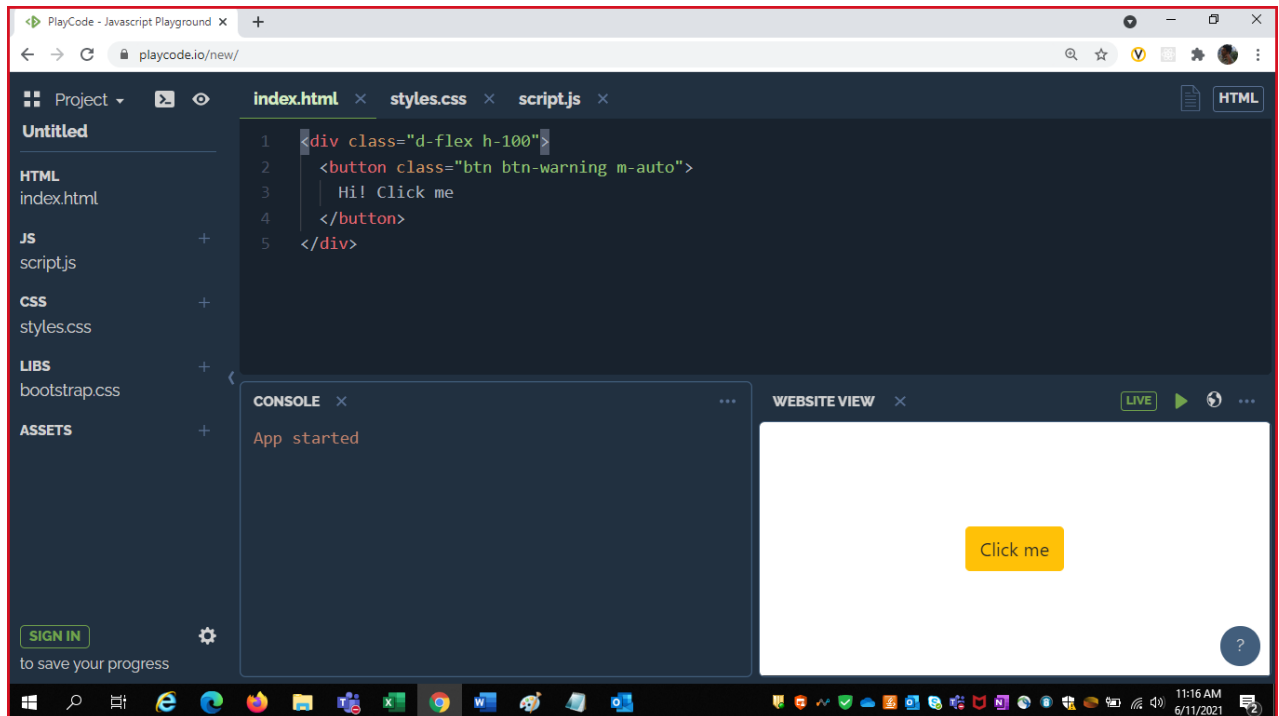 PlayCode - Javascript Playground
playcode.io/new/
Project
index.html styles.css script.js
HTML
Untitled
HTML
index.html
JS
script.js
CSS
styles.css
LIBS
bootstrap.css
ASSETS
SIGN IN
to save your progress
1 <div class="d-flex h-100">
2 <button class="btn btn-warning m-auto">
3 Hi! Click me
4 </button>
5 </div>
CONSOLE
App started
WEBSITE VIEW
LIVE
Click me
?
11:16 AM
6/11/2021
2